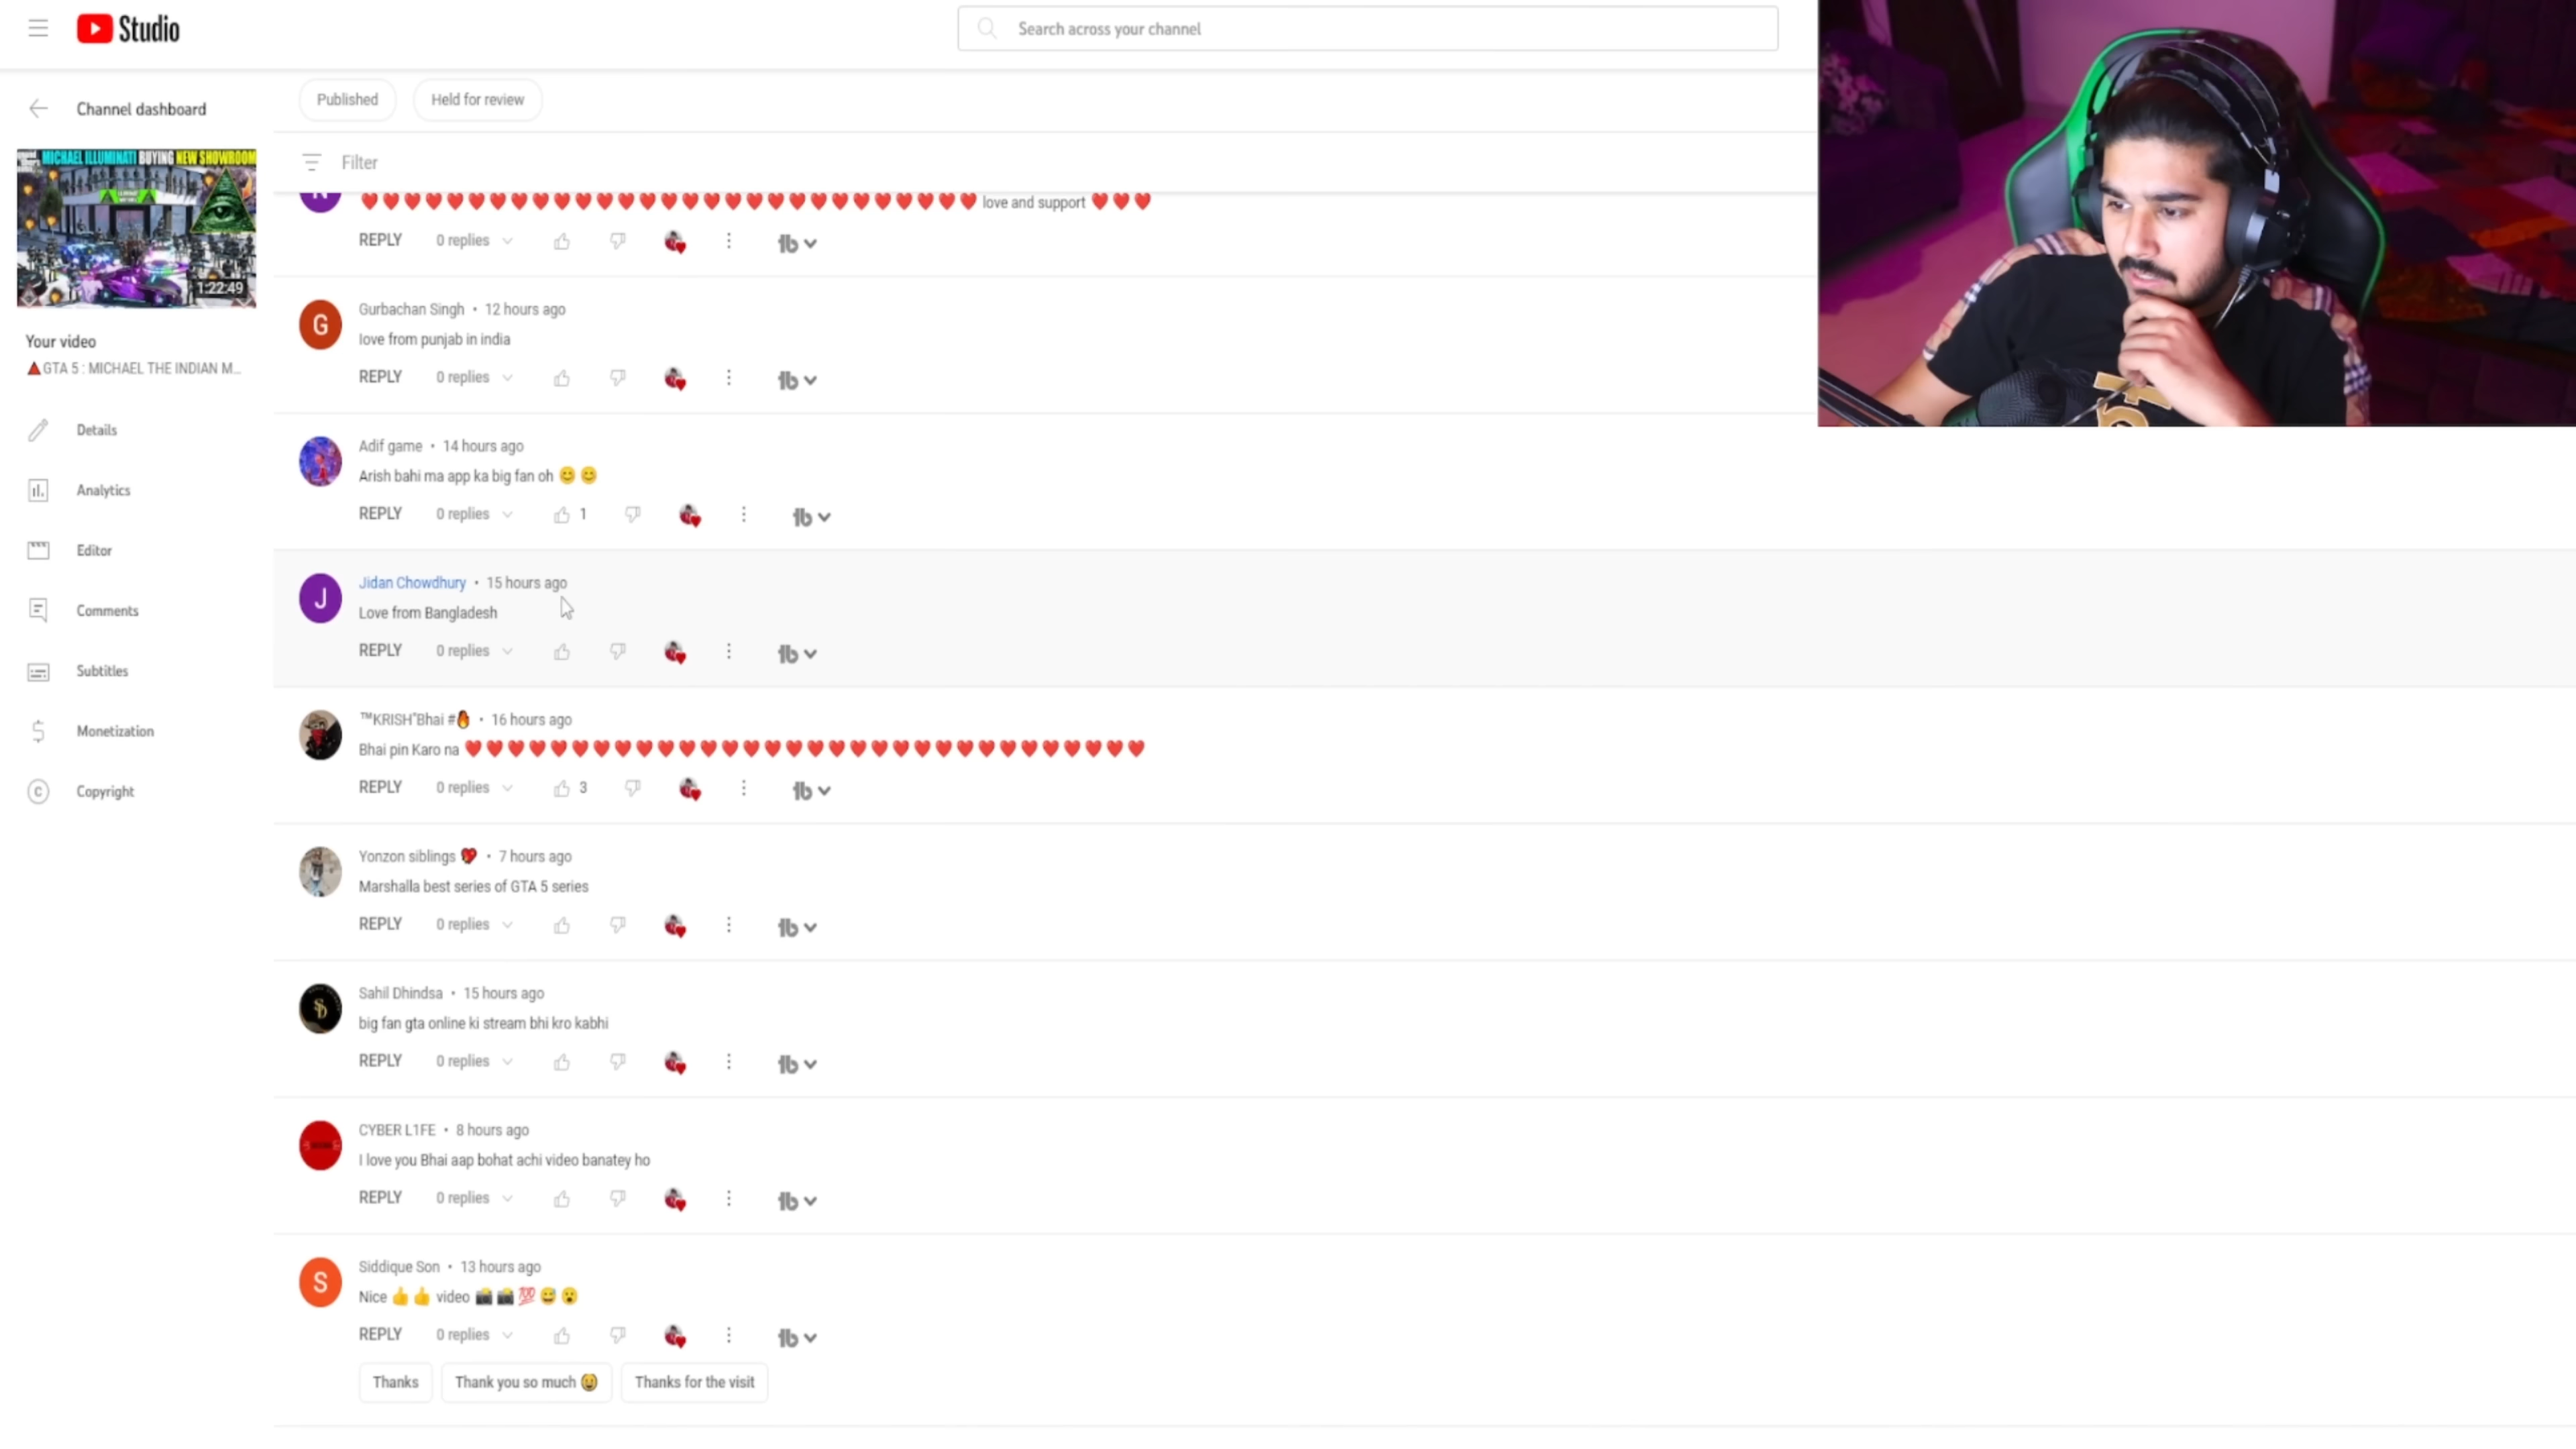 Studio
Search across your channel
Published
Held for review
Channel dashboard
Filter
MICHAEL ILLUMINATI BUYING NEW SHOWROOM
1:22:49
Your video
🔺GTA 5 : MICHAEL THE INDIAN M...
Details
Analytics
Editor
Comments
Subtitles
Monetization
Copyright
❤️❤️❤️❤️❤️❤️❤️❤️❤️❤️❤️❤️❤️❤️❤️❤️❤️❤️❤️❤️❤️❤️❤️❤️❤️❤️❤️❤️❤️ love and support ❤️❤️❤️
REPLY 0 replies
G
Gurbachan Singh • 12 hours ago
love from punjab in india
REPLY 0 replies
Adif game • 14 hours ago
Arish bahi ma app ka big fan oh 😊😊
REPLY 0 replies 1
J
Jidan Chowdhury • 15 hours ago
Love from Bangladesh
REPLY 0 replies
™KRISH"Bhai #🔥 • 16 hours ago
Bhai pin Karo na ❤️❤️❤️❤️❤️❤️❤️❤️❤️❤️❤️❤️❤️❤️❤️❤️❤️❤️❤️❤️❤️❤️❤️❤️❤️❤️❤️❤️❤️❤️❤️❤️
REPLY 0 replies 3
Yonzon siblings 💖 • 7 hours ago
Marshalla best series of GTA 5 series
REPLY 0 replies
Sahil Dhindsa • 15 hours ago
big fan gta online ki stream bhi kro kabhi
REPLY 0 replies
CYBER L1FE • 8 hours ago
I love you Bhai aap bohat achi video banatey ho
REPLY 0 replies
S
Siddique Son • 13 hours ago
Nice 👍👍 video 📸📸💯😅😮
REPLY 0 replies
Thanks
Thank you so much 🤩
Thanks for the visit